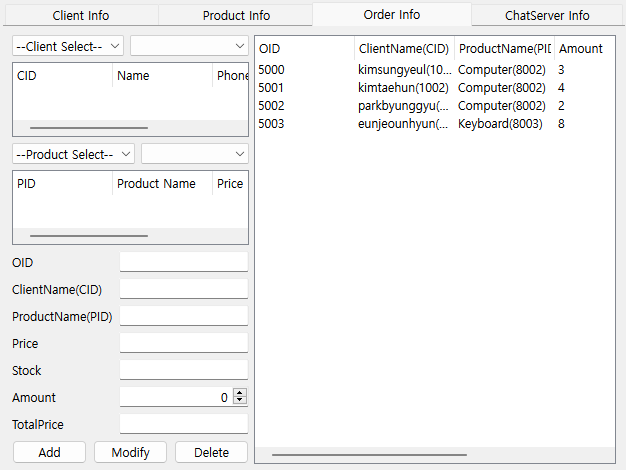 Client Info Product Info Order Info ChatServer Info
--Client Select--
CID Name Phone
--Product Select--
PID Product Name Price
OID
ClientName(CID)
ProductName(PID)
Price
Stock
Amount 0
TotalPrice
Add Modify Delete
OID ClientName(CID) ProductName(PID Amount
5000 kimsungyeul(10... Computer(8002) 3
5001 kimtaehun(1002) Computer(8002) 4
5002 parkbyunggyu(... Computer(8002) 2
5003 eunjeounhyun(... Keyboard(8003) 8